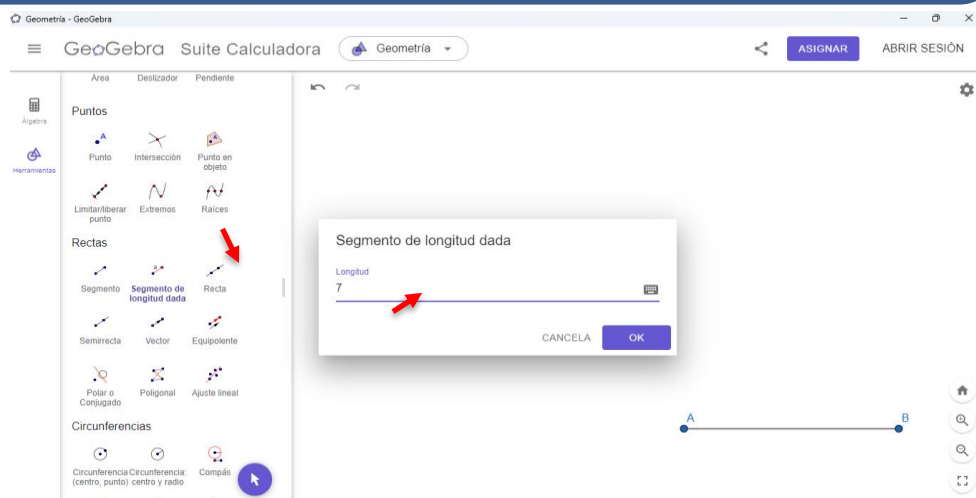 Geometría - GeoGebra
GeoGebra Suite Calculadora Geometría ASIGNAR ABRIR SESIÓN
Álgebra
Herramientas
Área Deslizador Pendiente
Puntos
A
Punto Intersección Punto en objeto
Limitar/liberar punto Extremos Raíces
Rectas
Segmento Segmento de longitud dada Recta
Semirrecta Vector Equipolente
Polar o Conjugado Poligonal Ajuste lineal
Circunferencias
Circunferencia (centro, punto) Circunferencia: centro y radio Compás
Segmento de longitud dada
Longitud
7
CANCELA OK
A B